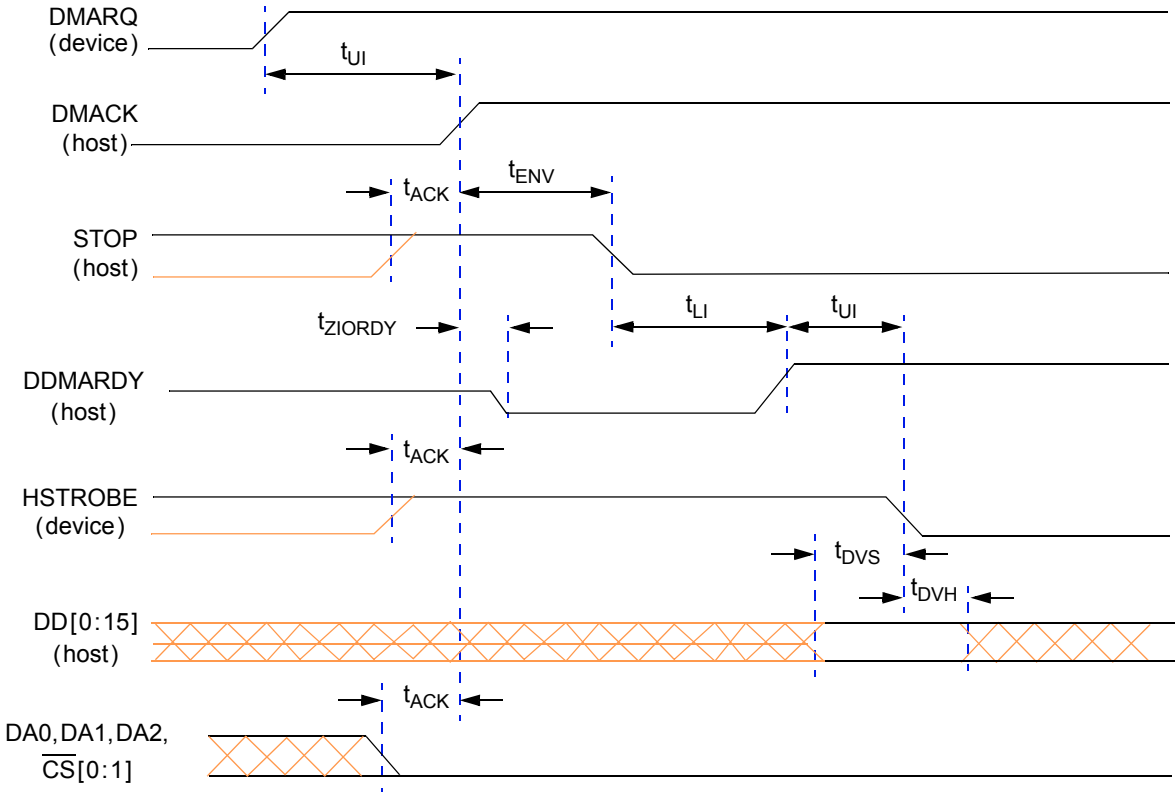 DMARQ
(device)
tUI
DMACK
(host)
tACK
tENV
STOP
(host)
tZIORDY
tLI
tUI
DDMARDY
(host)
tACK
HSTROBE
(device)
tDVS
tDVH
DD[0:15]
(host)
tACK
DA0,DA1,DA2,
CS[0:1]